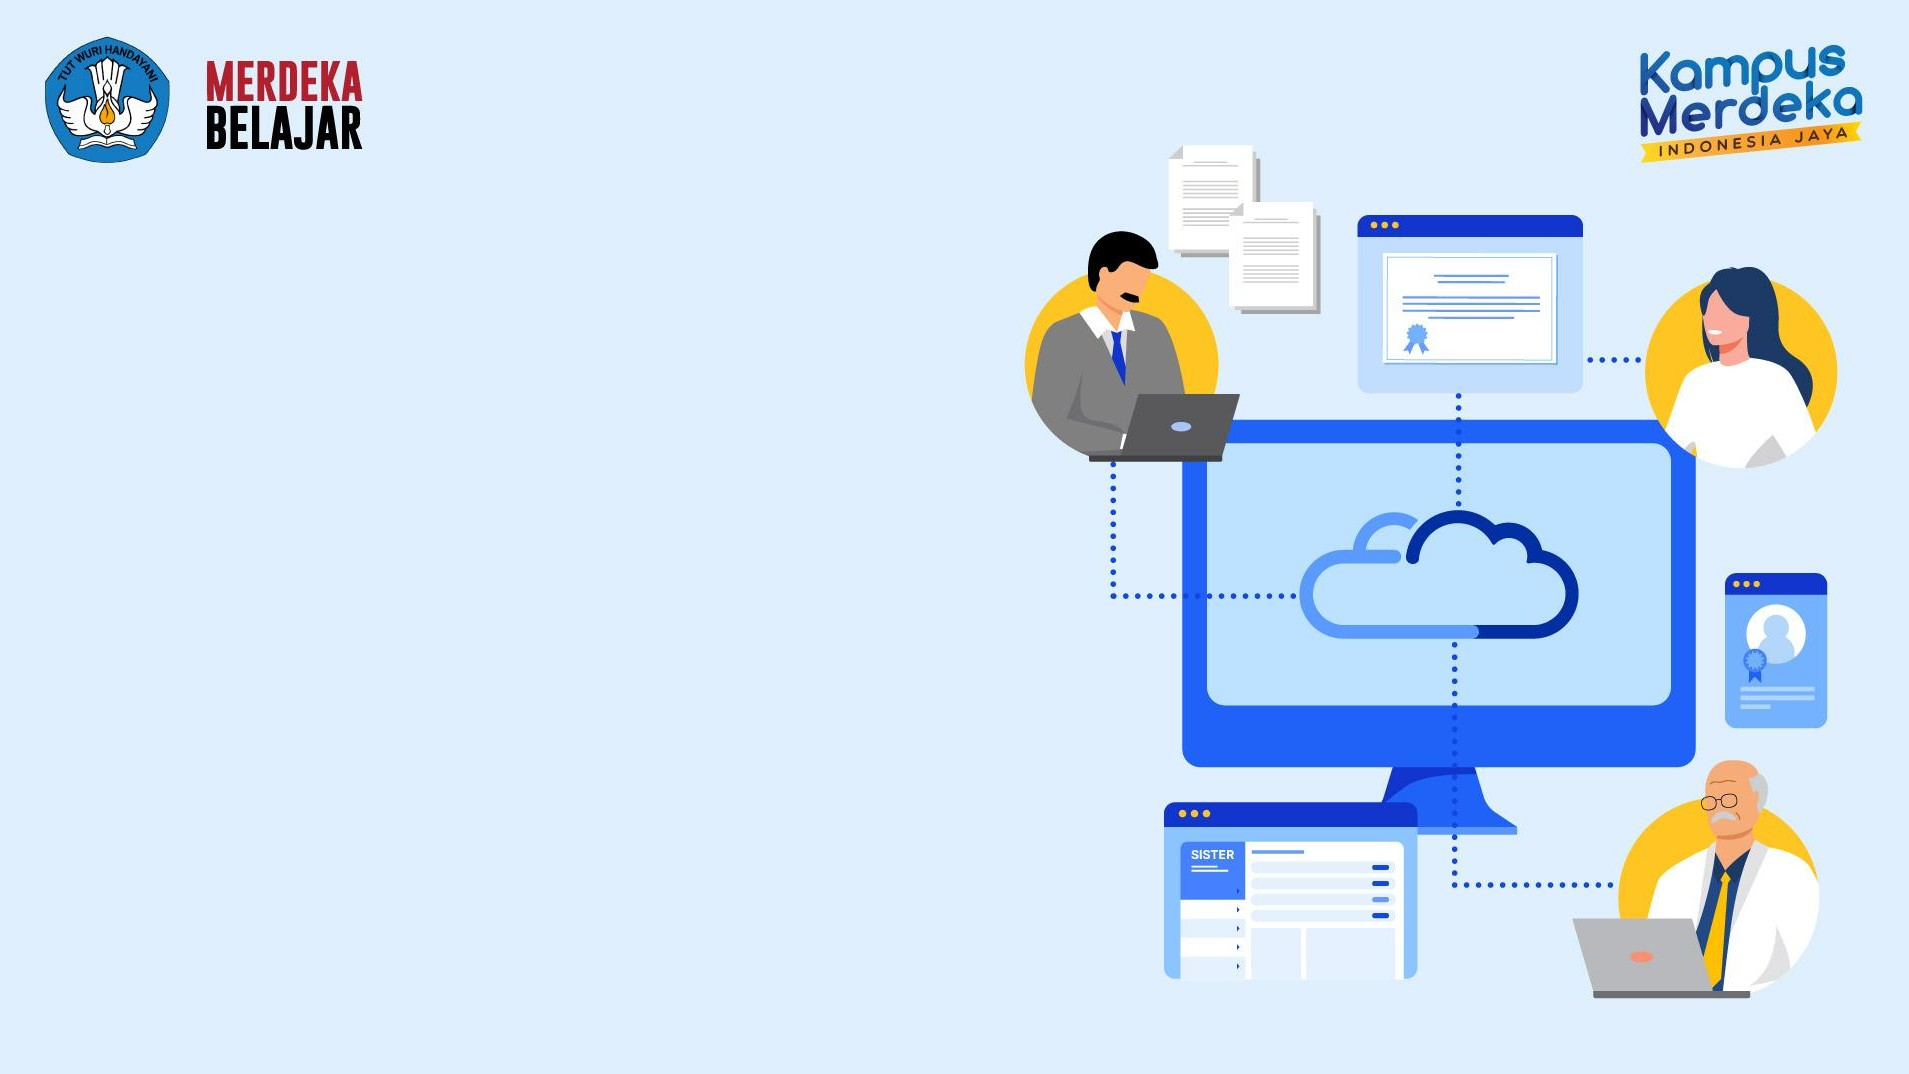 TUT WURI HANDAYANI
MERDEKA
BELAJAR
Kampus
Merdeka
INDONESIA JAYA
SISTER